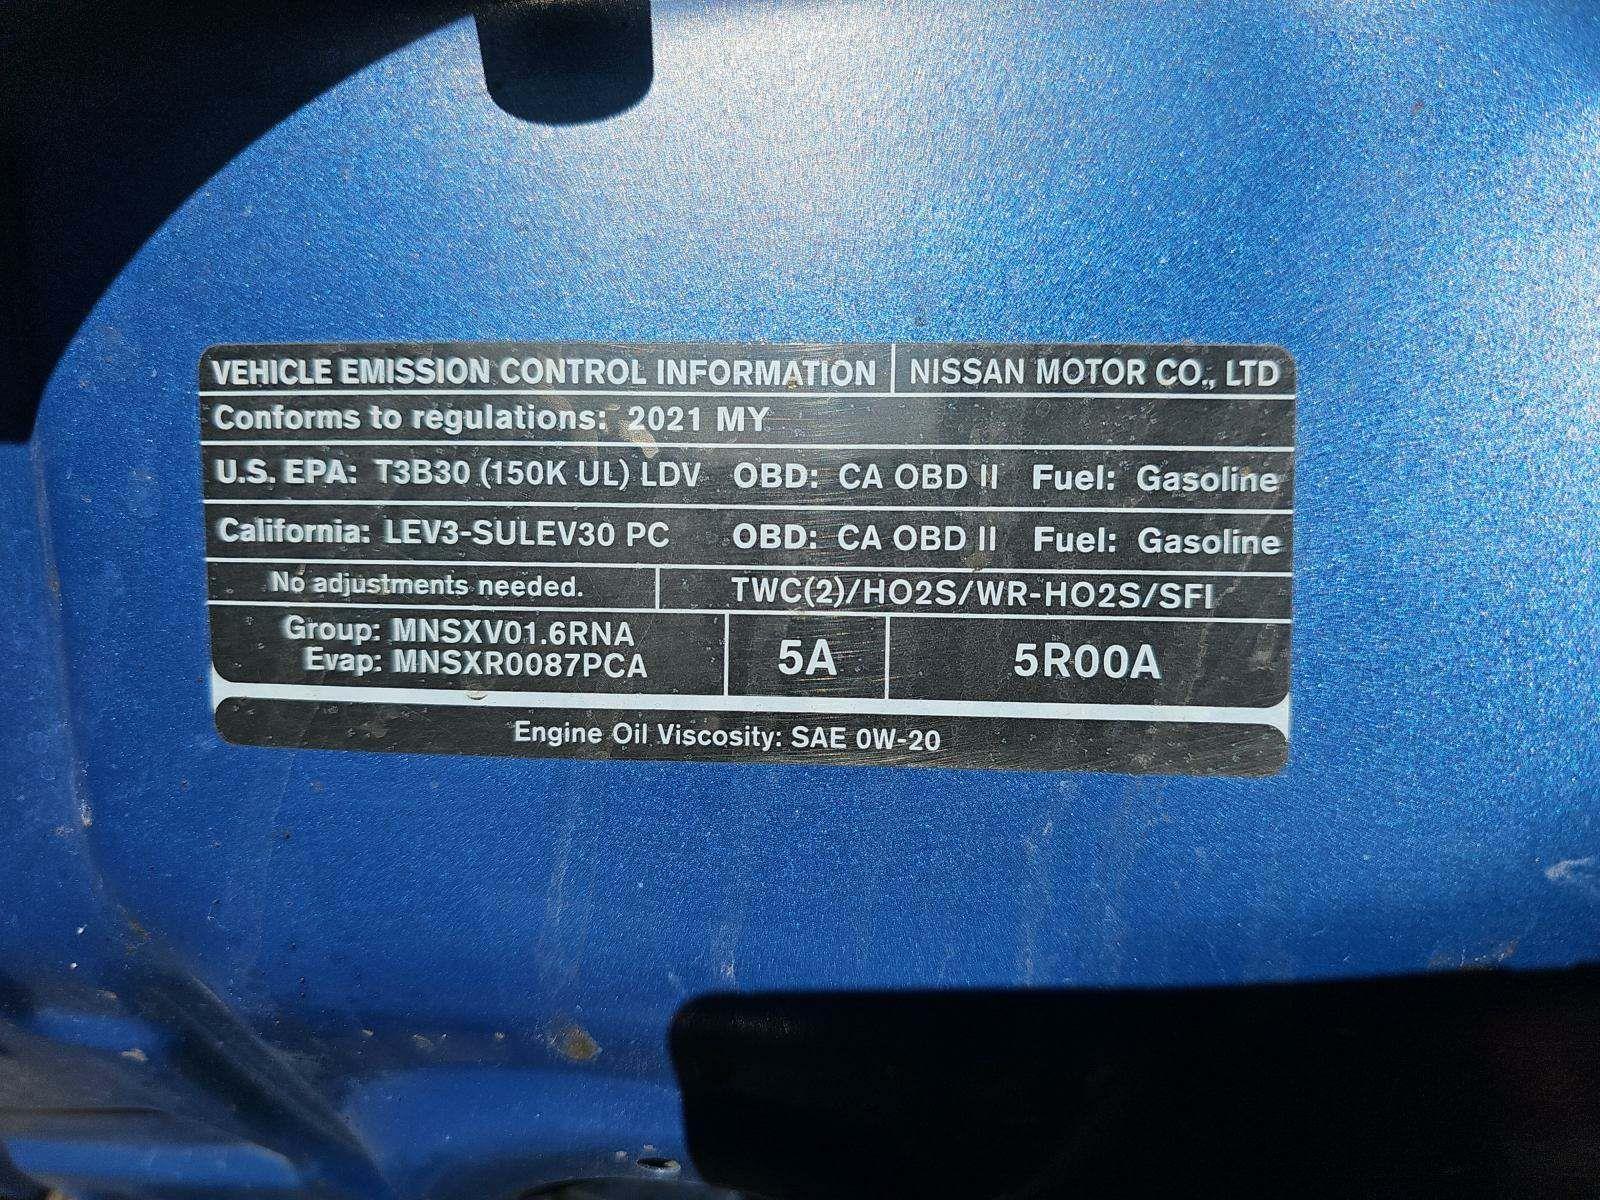 VEHICLE EMISSION CONTROL INFORMATION NISSAN MOTOR CO., LTD
Conforms to regulations: 2021 MY
U.S. EPA: T3B30 (150K UL) LDV OBD: CA OBD II Fuel: Gasoline
California: LEV3-SULEV30 PC OBD: CA OBD II Fuel: Gasoline
No adjustments needed. TWC(2)/HO2S/WR-HO2S/SFI
Group: MNSXV01.6RNA
Evap: MNSXR0087PCA
5A
5R00A
Engine Oil Viscosity: SAE 0W-20